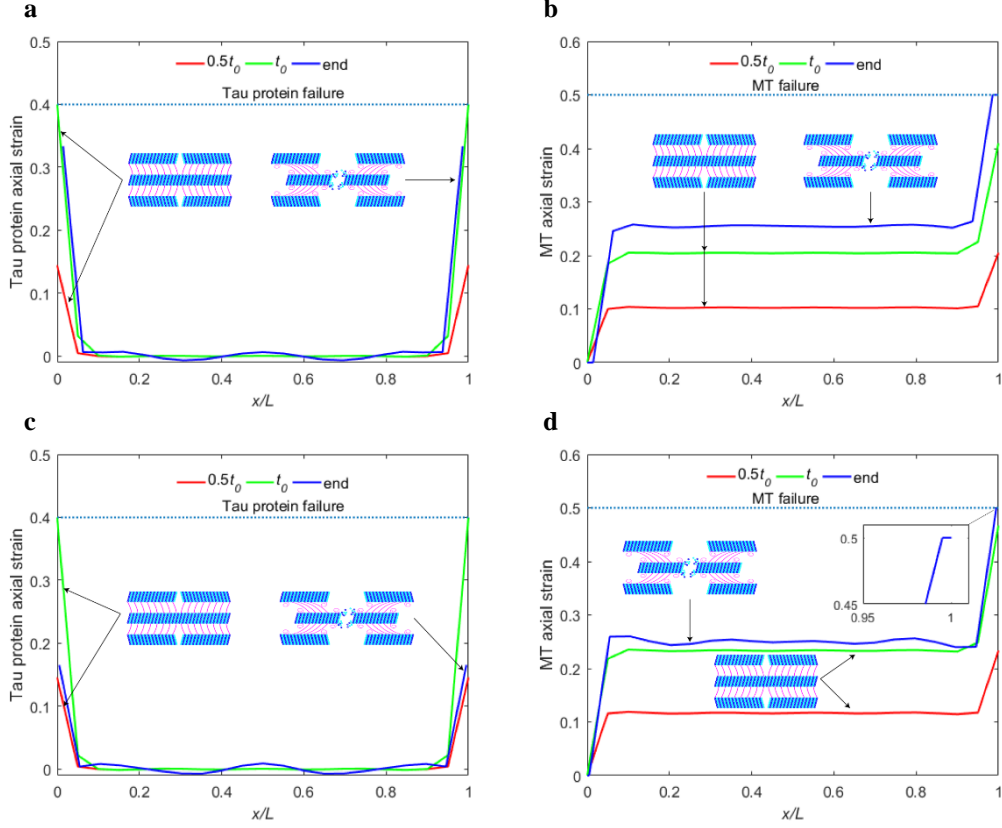 a
0.5t0 t0 end
Tau protein failure
Tau protein axial strain
0.5
0.4
0.3
0.2
0.1
0
0 0.2 0.4 0.6 0.8 1
x/L
b
0.5t0 t0 end
MT failure
MT axial strain
0.6
0.5
0.4
0.3
0.2
0.1
0
0 0.2 0.4 0.6 0.8 1
x/L
c
0.5t0 t0 end
Tau protein failure
Tau protein axial strain
0.5
0.4
0.3
0.2
0.1
0
0 0.2 0.4 0.6 0.8 1
x/L
d
0.5t0 t0 end
MT failure
MT axial strain
0.6
0.5
0.4
0.3
0.2
0.1
0
0.5
0.45
0.95 1
0 0.2 0.4 0.6 0.8 1
x/L